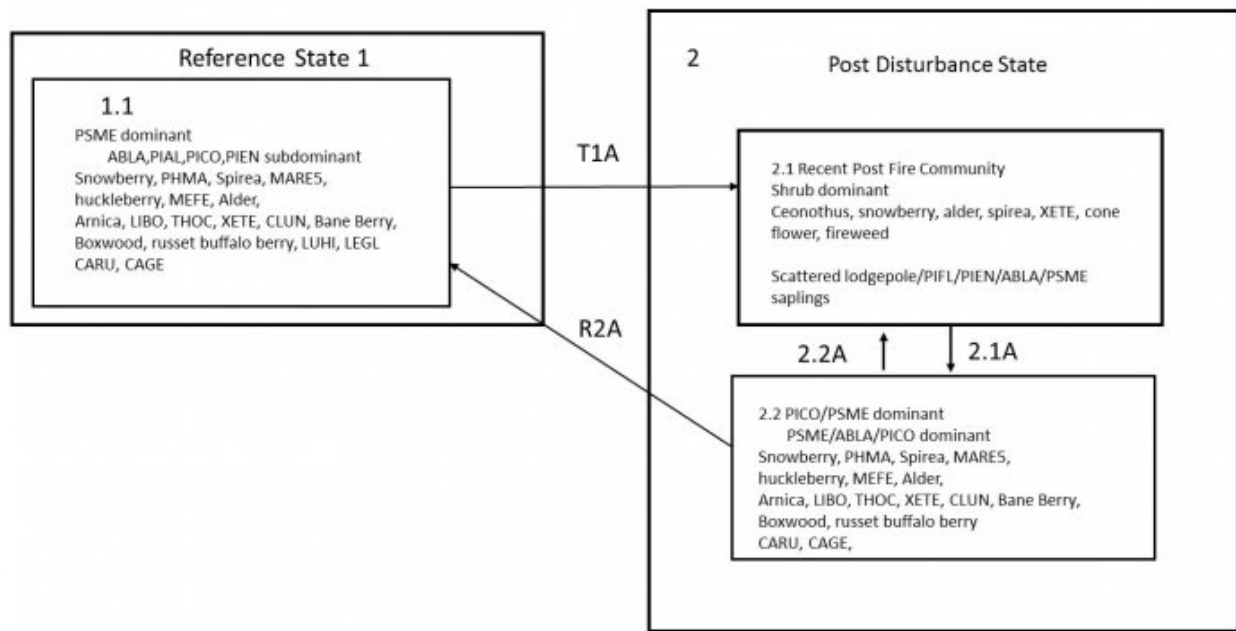 Reference State 1
1.1
PSME dominant
ABLA,PIAL,PICO,PIEN subdominant
Snowberry, PHMA, Spirea, MARE5,
huckleberry, MEFE, Alder,
Arnica, LIBO, THOC, XETE, CLUN, Bane Berry,
Boxwood, russet buffalo berry, LUHI, LEGL
CARU, CAGE
T1A
R2A
2
Post Disturbance State
2.1 Recent Post Fire Community
Shrub dominant
Ceonothus, snowberry, alder, spirea, XETE, cone
flower, fireweed
Scattered lodgepole/PIFL/PIEN/ABLA/PSME
saplings
2.2A
2.1A
2.2 PICO/PSME dominant
PSME/ABLA/PICO dominant
Snowberry, PHMA, Spirea, MARE5,
huckleberry, MEFE, Alder,
Arnica, LIBO, THOC, XETE, CLUN, Bane Berry,
Boxwood, russet buffalo berry
CARU, CAGE,